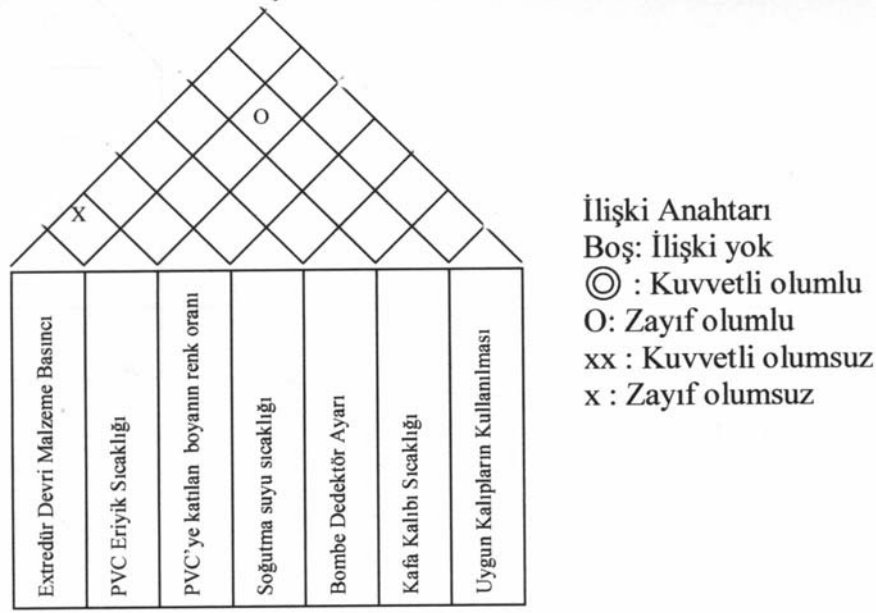 O
X
Extredür Devri Malzeme Basıncı
PVC Eriyik Sıcaklığı
PVC'ye katılan boyanın renk oranı
Soğutma suyu sıcaklığı
Bombe Dedektör Ayarı
Kafa Kalıbı Sıcaklığı
Uygun Kalıpların Kullanılması
İlişki Anahtarı
Boş: İlişki yok
◎ : Kuvvetli olumlu
O: Zayıf olumlu
xx : Kuvvetli olumsuz
x : Zayıf olumsuz